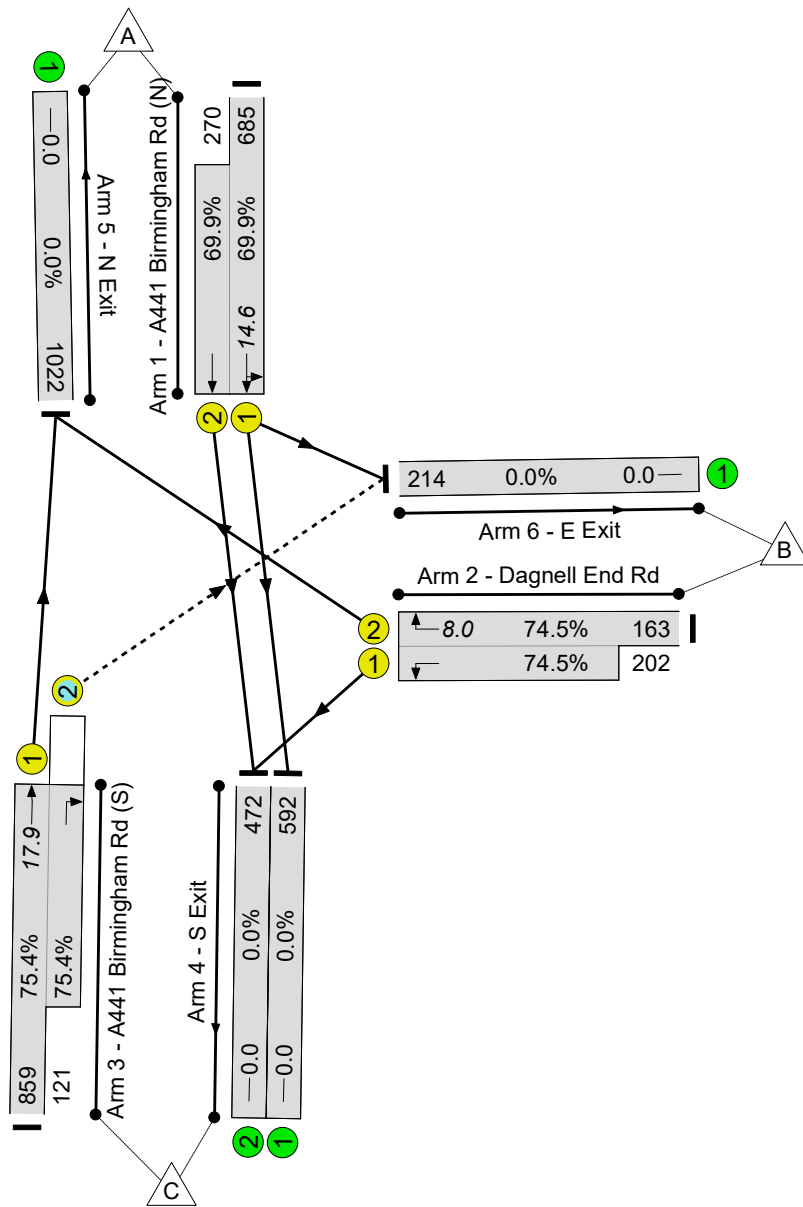 A
1
0.0
0.0%
1022
Arm 5 - N Exit
Arm 1 - A441 Birmingham Rd (N)
270
69.9%
685
69.9%
14.6
2
1
214 0.0% 0.0
1
Arm 6 - E Exit
B
Arm 2 - Dagnell End Rd
2
8.0 74.5% 163
1
74.5% 202
2
1
17.9
75.4%
859
75.4%
121
Arm 3 - A441 Birmingham Rd (S)
Arm 4 - S Exit
472
0.0%
0.0
592
0.0%
0.0
2
1
C